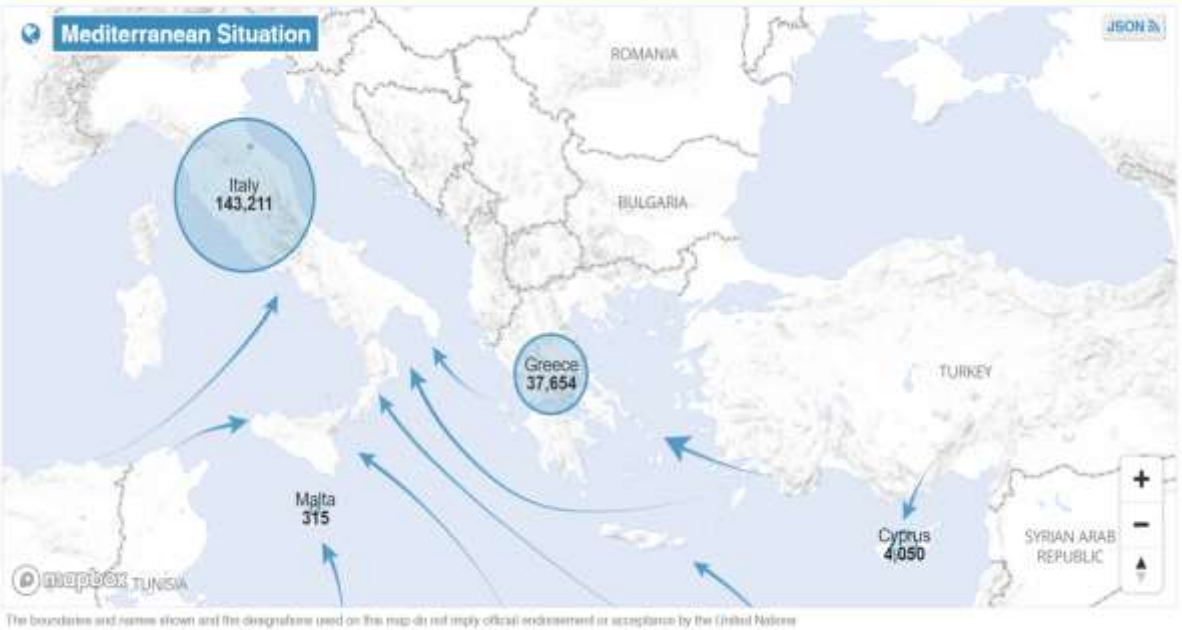 Mediterranean Situation
JSON
ROMANIA
Italy
143,211
BULGARIA
Greece
37,654
TURKEY
Malta
315
Cyprus
4,050
SYRIAN ARAB
REPUBLIC
+
−
mapbox
TUNISIA
The boundaries and names shown and the designations used on this map do not imply official endorsement or acceptance by the United Nations